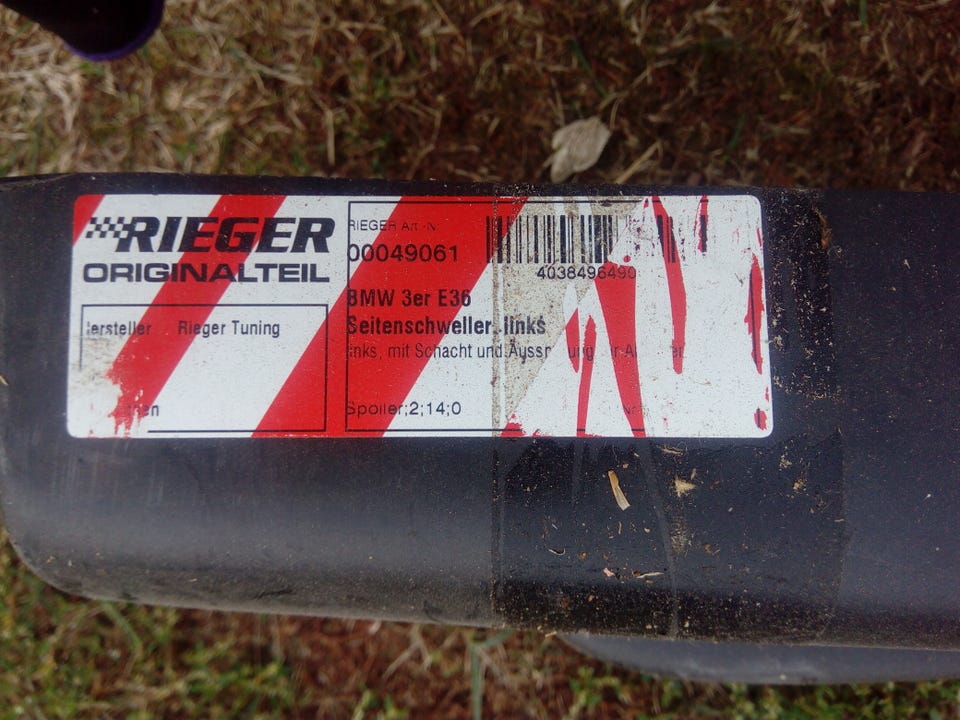 RIEGER
ORIGINALTEIL
Rieger Tuning
RIEGER Art.-Nr
00049061
4038496490
BMW 3er E36
Seitenschweller, links
links, mit Schacht und
Spoiler;2;14;0